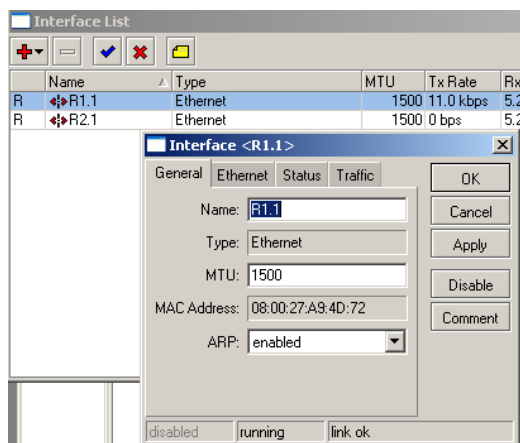 Interface List
Name Type MTU Tx Rate Rx
R R1.1 Ethernet 1500 11.0 kbps 5.2
R R2.1 Ethernet 1500 0 bps 5.2
Interface <R1.1>
General Ethernet Status Traffic
OK
Name: R1.1
Cancel
Type: Ethernet
Apply
MTU: 1500
Disable
MAC Address: 08:00:27:A9:4D:72
Comment
ARP: enabled
disabled running link ok